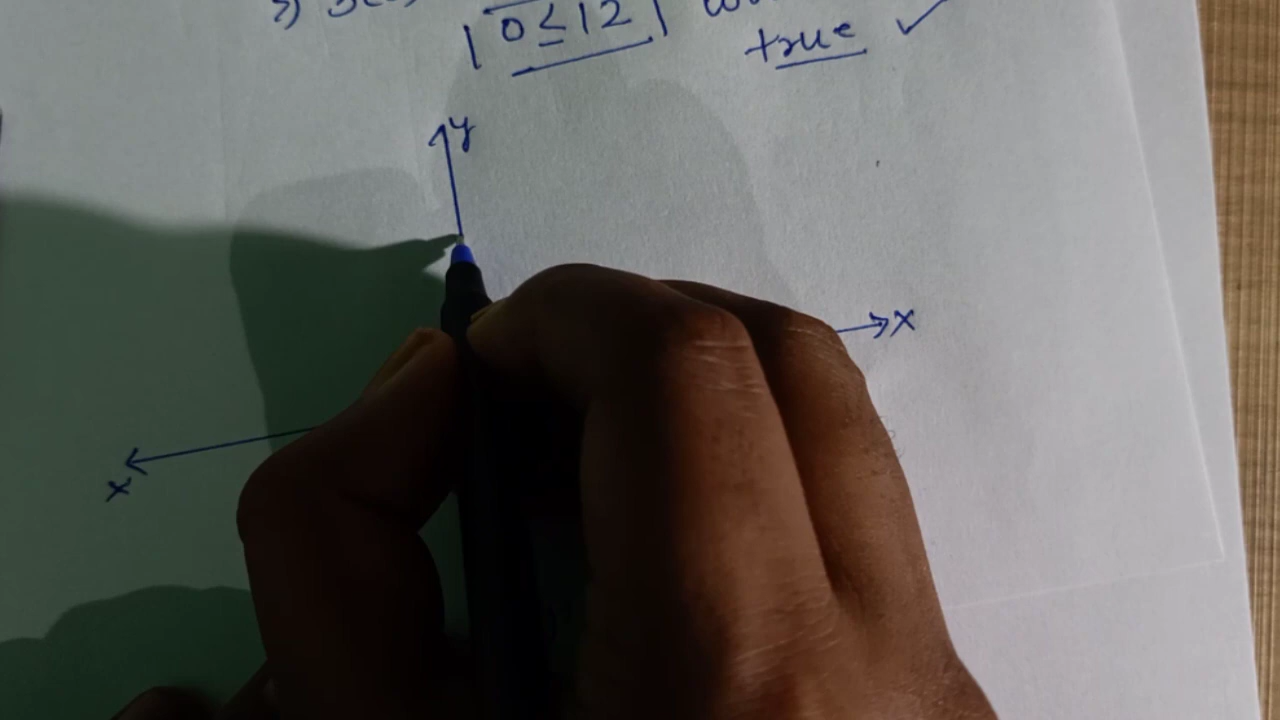 0 ≤ 12
true ✓
y
x
x